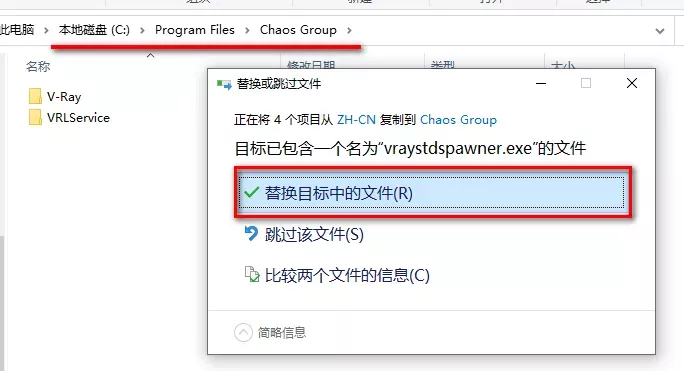 此电脑 > 本地磁盘 (C:) > Program Files > Chaos Group >
名称
修改日期
类型
大小
V-Ray
VRLService
替换或跳过文件
正在将 4 个项目从 ZH-CN 复制到 Chaos Group
目标已包含一个名为“vraystdspawner.exe”的文件
替换目标中的文件(R)
跳过该文件(S)
比较两个文件的信息(C)
简略信息